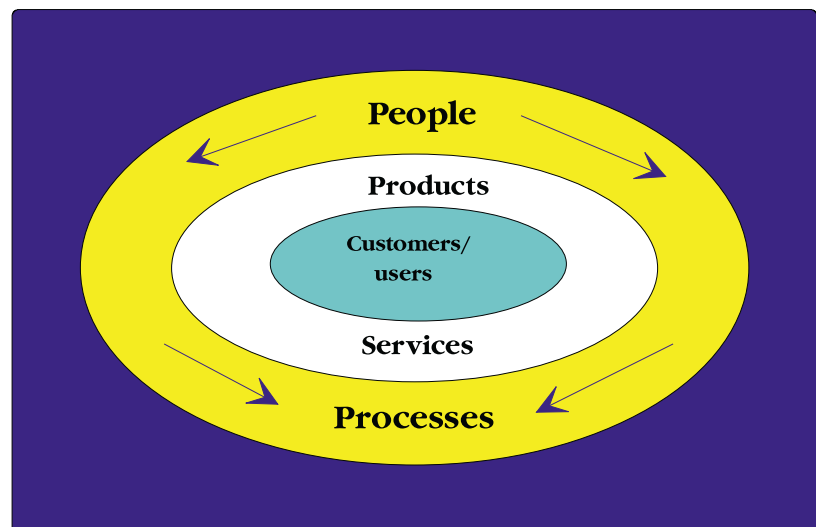 People
Products
Customers/
users
Services
Processes